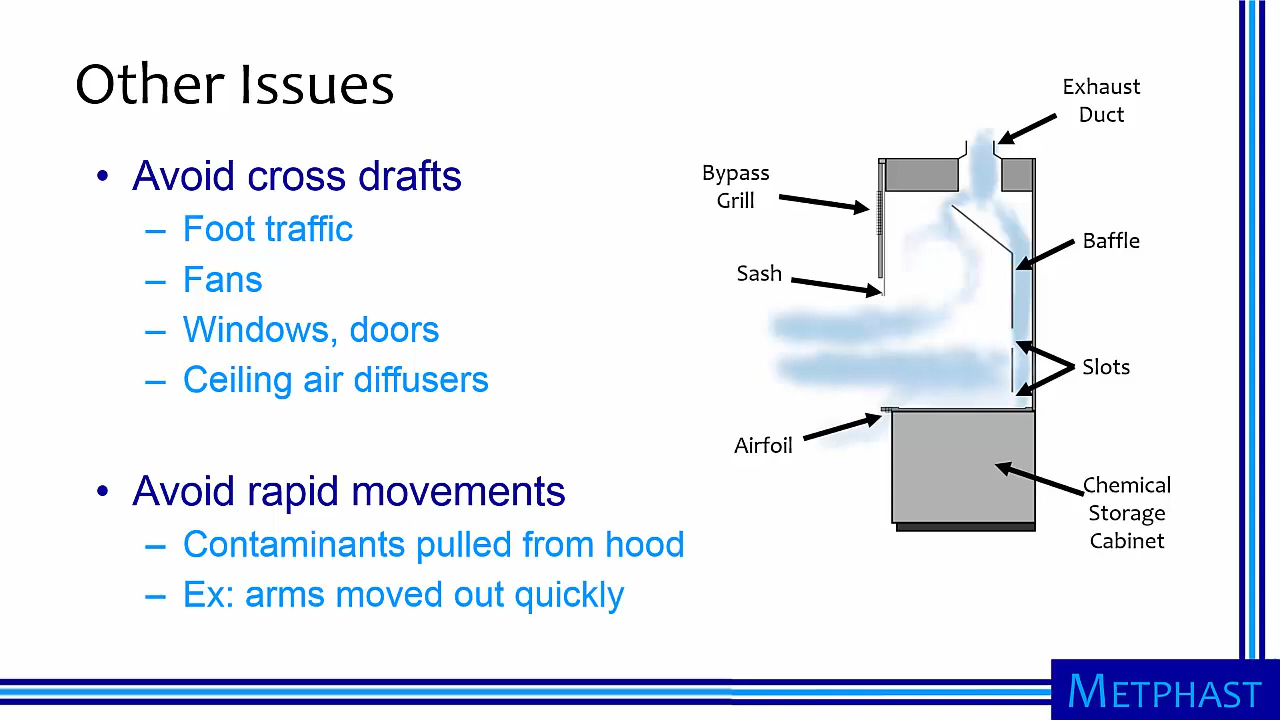 Other Issues
• Avoid cross drafts
– Foot traffic
– Fans
– Windows, doors
– Ceiling air diffusers
• Avoid rapid movements
– Contaminants pulled from hood
– Ex: arms moved out quickly
Exhaust
Duct
Bypass
Grill
Baffle
Sash
Slots
Airfoil
Chemical
Storage
Cabinet
METPHAST